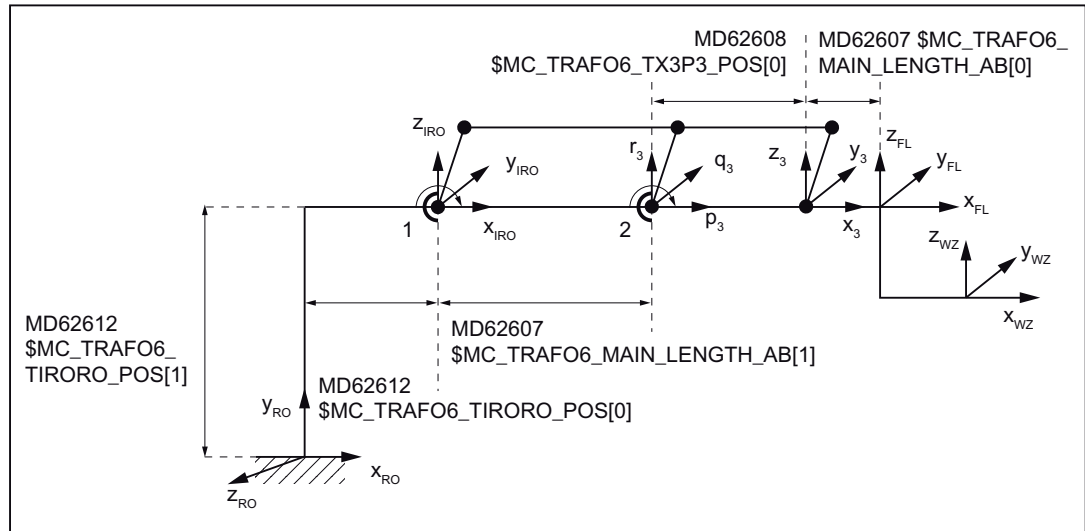 MD62608
$MC_TRAFO6_TX3P3_POS[0]
MD62607 $MC_TRAFO6_
MAIN_LENGTH_AB[0]
z_IRO
y_IRO
x_IRO
1
r_3
q_3
p_3
2
z_3
y_3
x_3
z_FL
y_FL
x_FL
z_WZ
y_WZ
x_WZ
MD62612
$MC_TRAFO6_
TIRORO_POS[1]
MD62607
$MC_TRAFO6_MAIN_LENGTH_AB[1]
MD62612
$MC_TRAFO6_TIRORO_POS[0]
y_RO
x_RO
z_RO